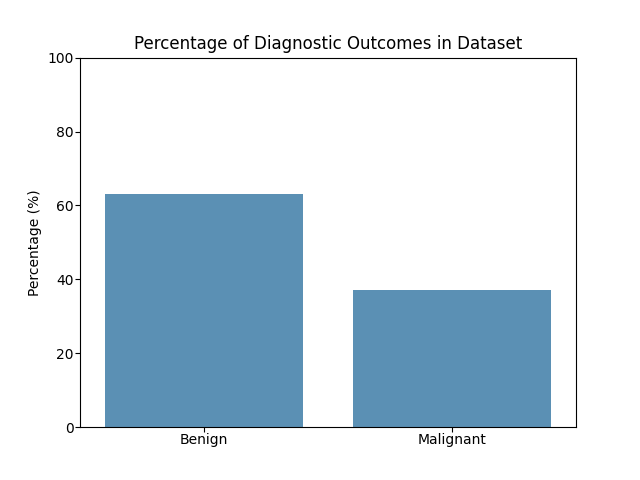 Percentage of Diagnostic Outcomes in Dataset
Percentage (%)
100
80
60
40
20
0
Benign Malignant